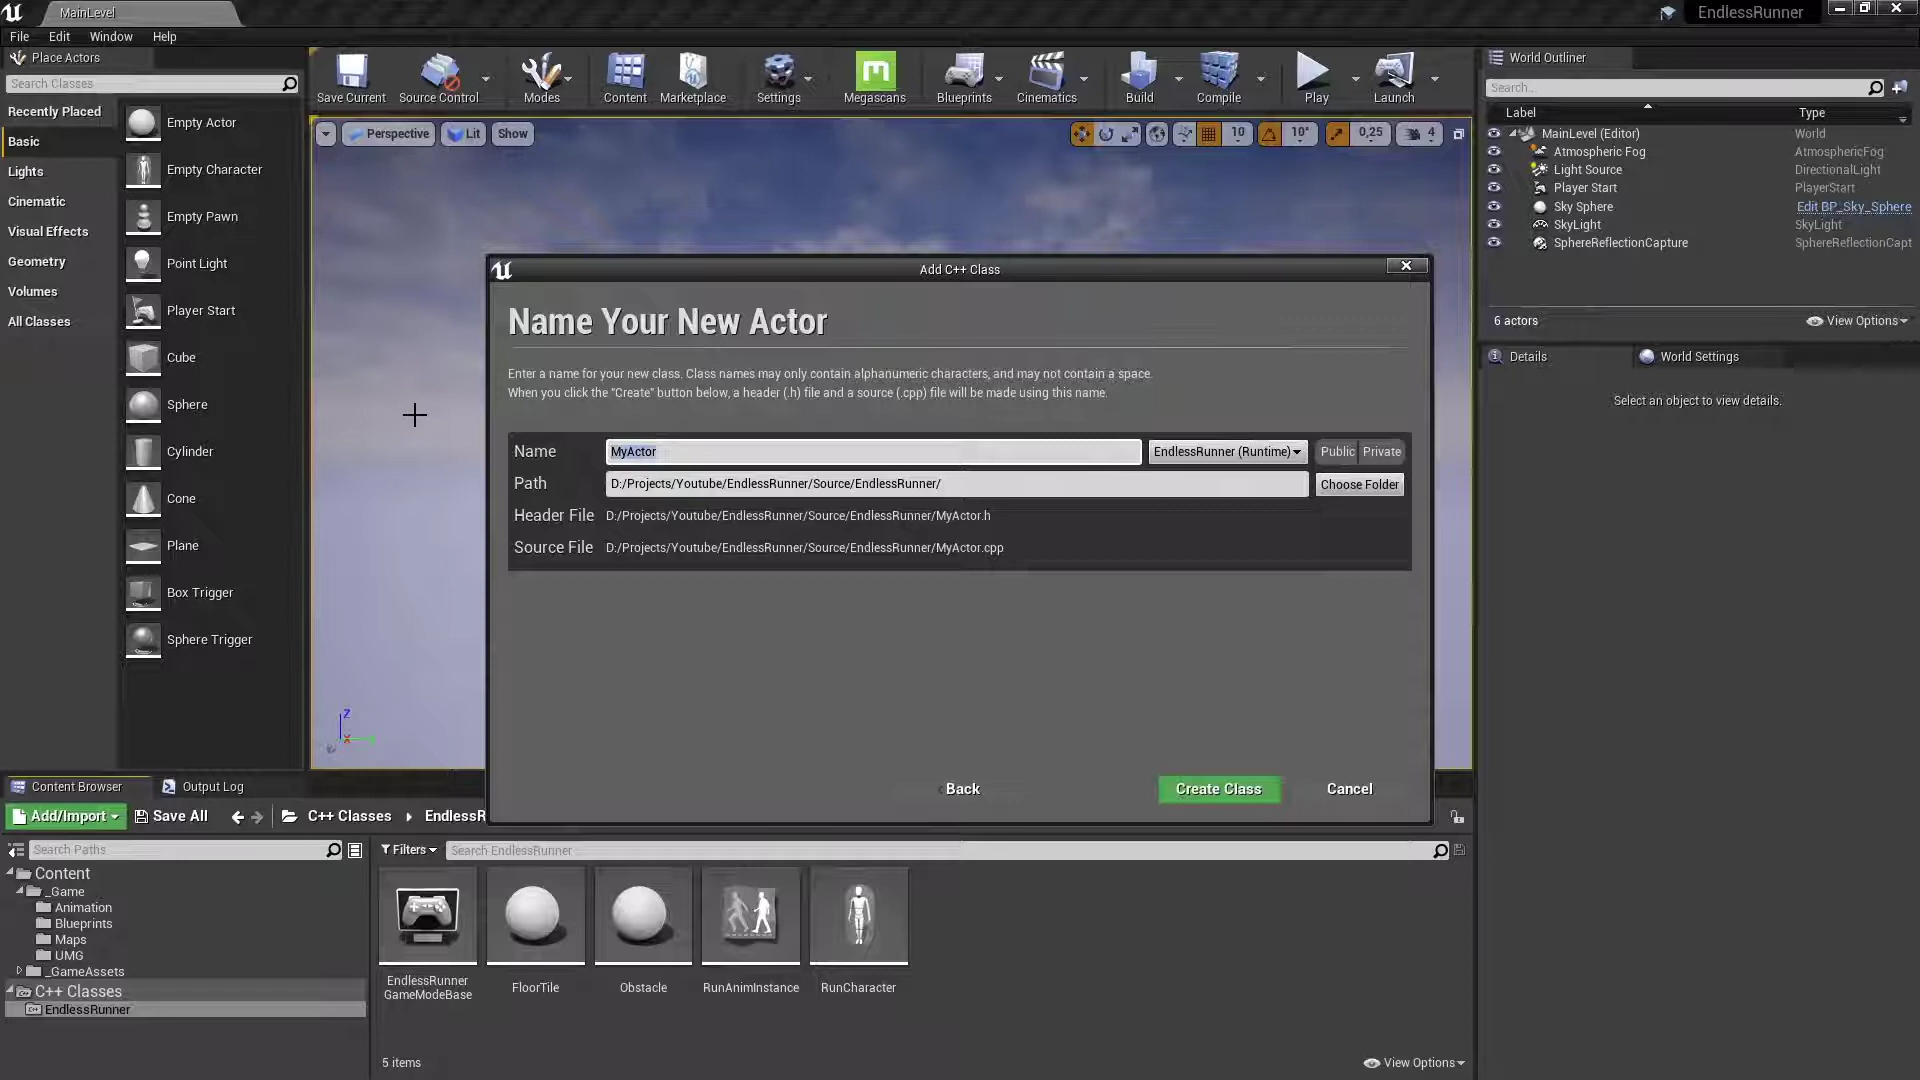 MainLevel
EndlessRunner
File Edit Window Help
Place Actors
Search Classes
Recently Placed
Basic
Lights
Cinematic
Visual Effects
Geometry
Volumes
All Classes
Empty Actor
Empty Character
Empty Pawn
Point Light
Player Start
Cube
Sphere
Cylinder
Cone
Plane
Box Trigger
Sphere Trigger
Save Current Source Control Modes Content Marketplace Settings Megascans Blueprints Cinematics Build Compile Play Launch
Perspective Lit Show
10 10° 0,25 4
World Outliner
Search...
Label Type
MainLevel (Editor) World
Atmospheric Fog AtmosphericFog
Light Source DirectionalLight
Player Start PlayerStart
Sky Sphere Edit BP_Sky_Sphere
SkyLight SkyLight
SphereReflectionCapture SphereReflectionCapt
6 actors View Options
Details World Settings
Select an object to view details.
Add C++ Class
Name Your New Actor
Enter a name for your new class. Class names may only contain alphanumeric characters, and may not contain a space.
When you click the "Create" button below, a header (.h) file and a source (.cpp) file will be made using this name.
Name MyActor EndlessRunner (Runtime) Public Private
Path D:/Projects/Youtube/EndlessRunner/Source/EndlessRunner/ Choose Folder
Header File D:/Projects/Youtube/EndlessRunner/Source/EndlessRunner/MyActor.h
Source File D:/Projects/Youtube/EndlessRunner/Source/EndlessRunner/MyActor.cpp
Back Create Class Cancel
Z
X
Content Browser Output Log
Add/Import Save All C++ Classes EndlessR
Search Paths
Filters Search EndlessRunner
Content
_Game
Animation
Blueprints
Maps
UMG
_GameAssets
C++ Classes
EndlessRunner
EndlessRunner
GameModeBase
FloorTile
Obstacle
RunAnimInstance
RunCharacter
5 items View Options